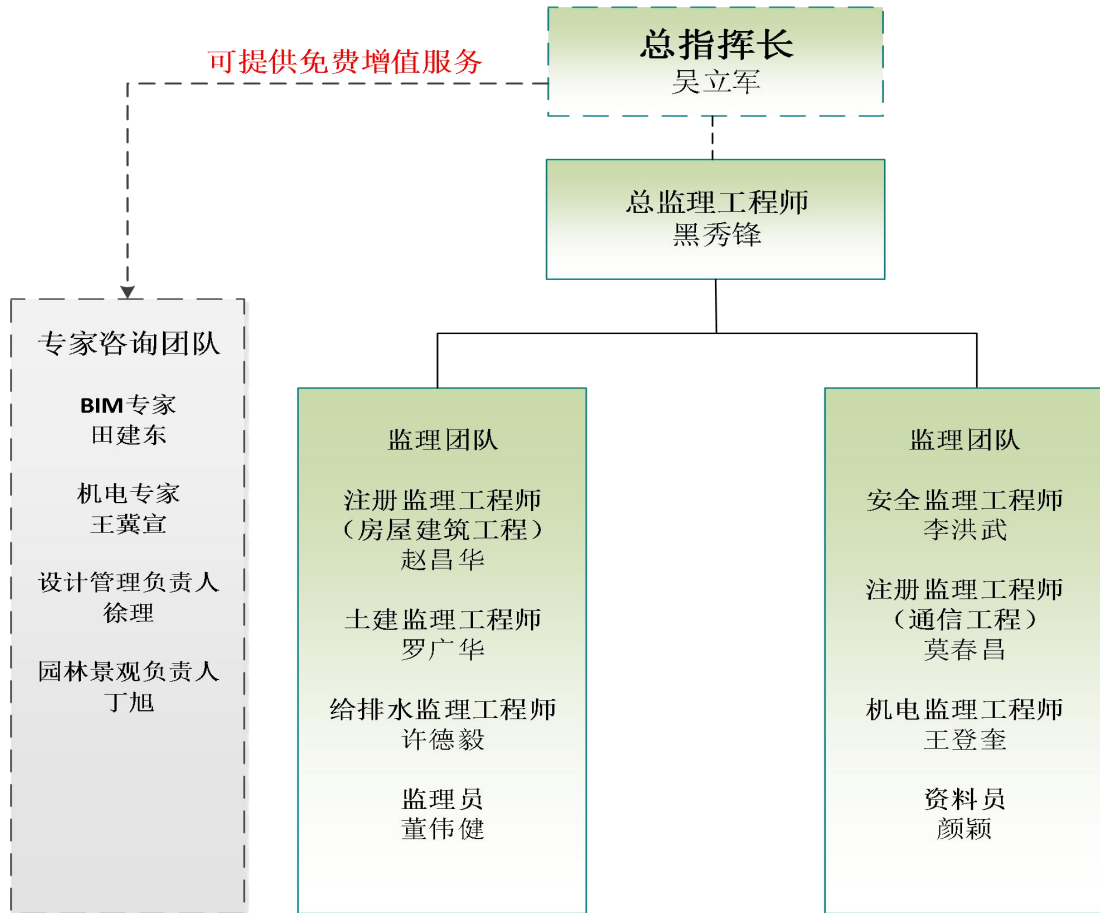 可提供免费增值服务
总指挥长
吴立军
总监理工程师
黑秀锋
专家咨询团队
BIM专家
田建东
机电专家
王冀宣
设计管理负责人
徐理
园林景观负责人
丁旭
监理团队
注册监理工程师
（房屋建筑工程）
赵昌华
土建监理工程师
罗广华
给排水监理工程师
许德毅
监理员
董伟健
监理团队
安全监理工程师
李洪武
注册监理工程师
（通信工程）
莫春昌
机电监理工程师
王登奎
资料员
颜颖